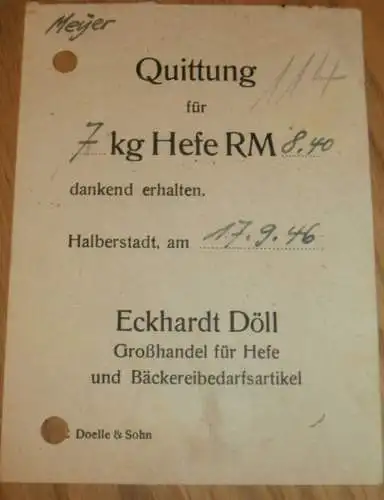 Meyer
114
Quittung
für
7 kg Hefe RM 8.40
dankend erhalten.
Halberstadt, am 17.9.46
Eckhardt Döll
Großhandel für Hefe
und Bäckereibedarfsartikel
: Doelle & Sohn